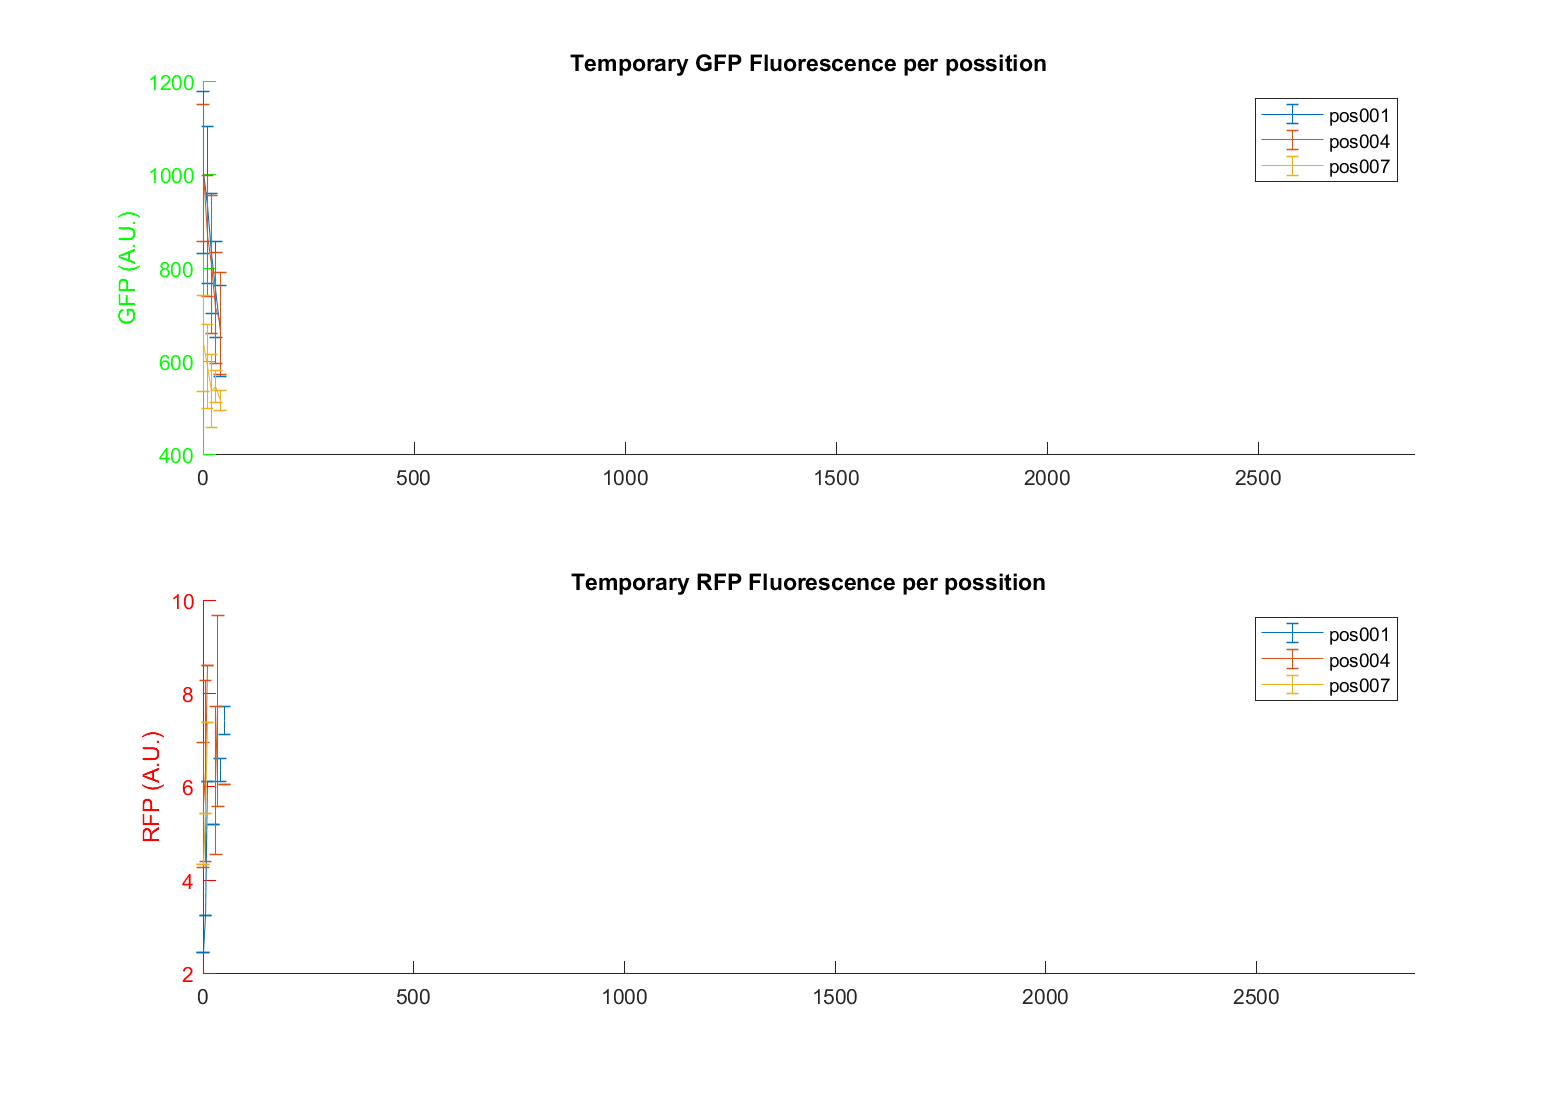 Temporary GFP Fluorescence per possition
1200
1000
800
600
400
GFP (A.U.)
0 500 1000 1500 2000 2500
pos001
pos004
pos007
Temporary RFP Fluorescence per possition
10
8
6
4
2
RFP (A.U.)
0 500 1000 1500 2000 2500
pos001
pos004
pos007